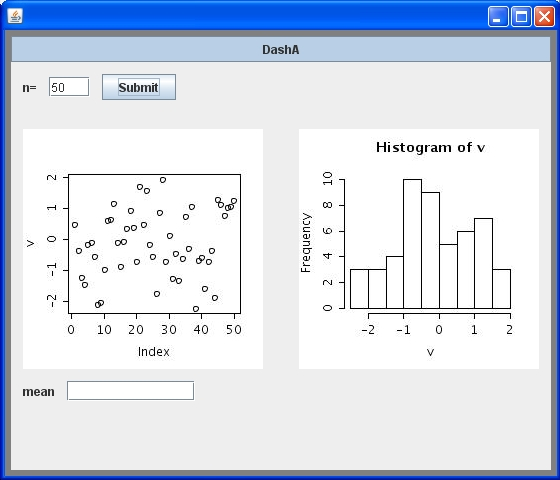 DashA
n= 50 Submit
2
1
0
-1
-2
v
0 10 20 30 40 50
Index
Histogram of v
10
8
6
4
2
0
Frequency
-2 -1 0 1 2
v
mean